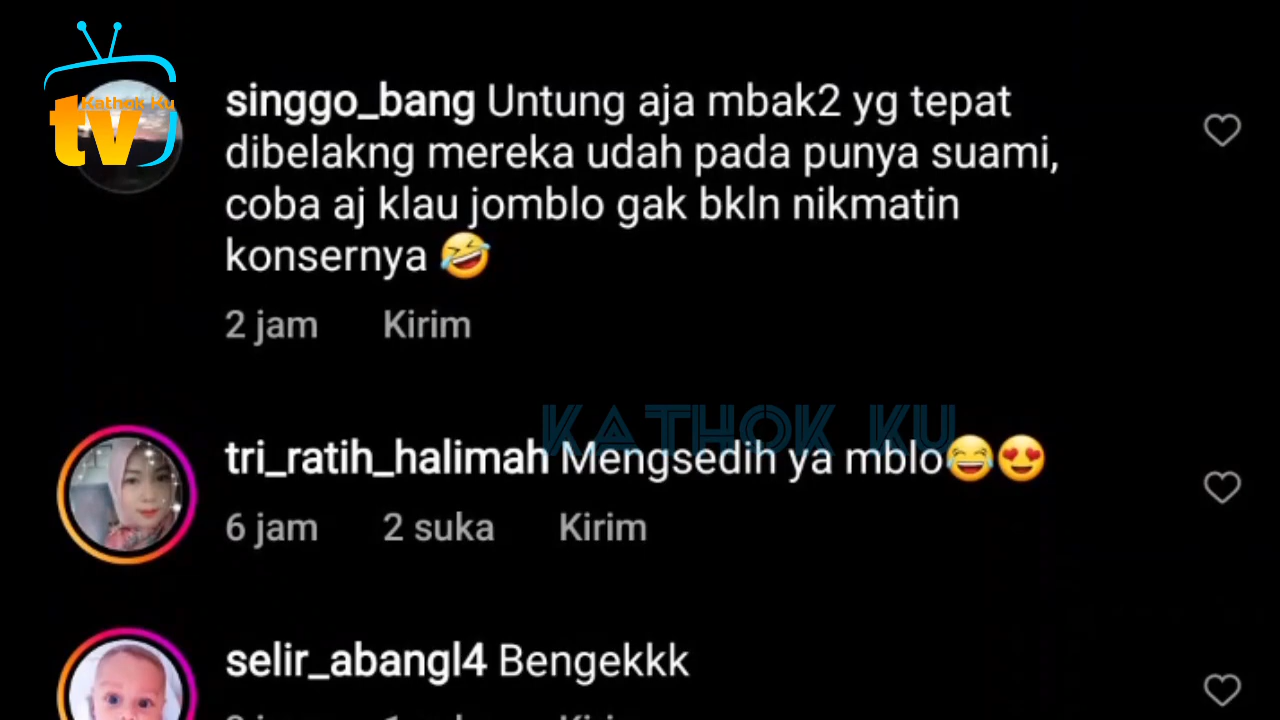 Kathok Ku
tv
singgo_bang Untung aja mbak2 yg tepat
dibelakng mereka udah pada punya suami,
coba aj klau jomblo gak bkln nikmatin
konsernya 🤣
2 jam Kirim
KATHOK KU
tri_ratih_halimah Mengsedih ya mblo😂😍
6 jam 2 suka Kirim
selir_abangl4 Bengekkk